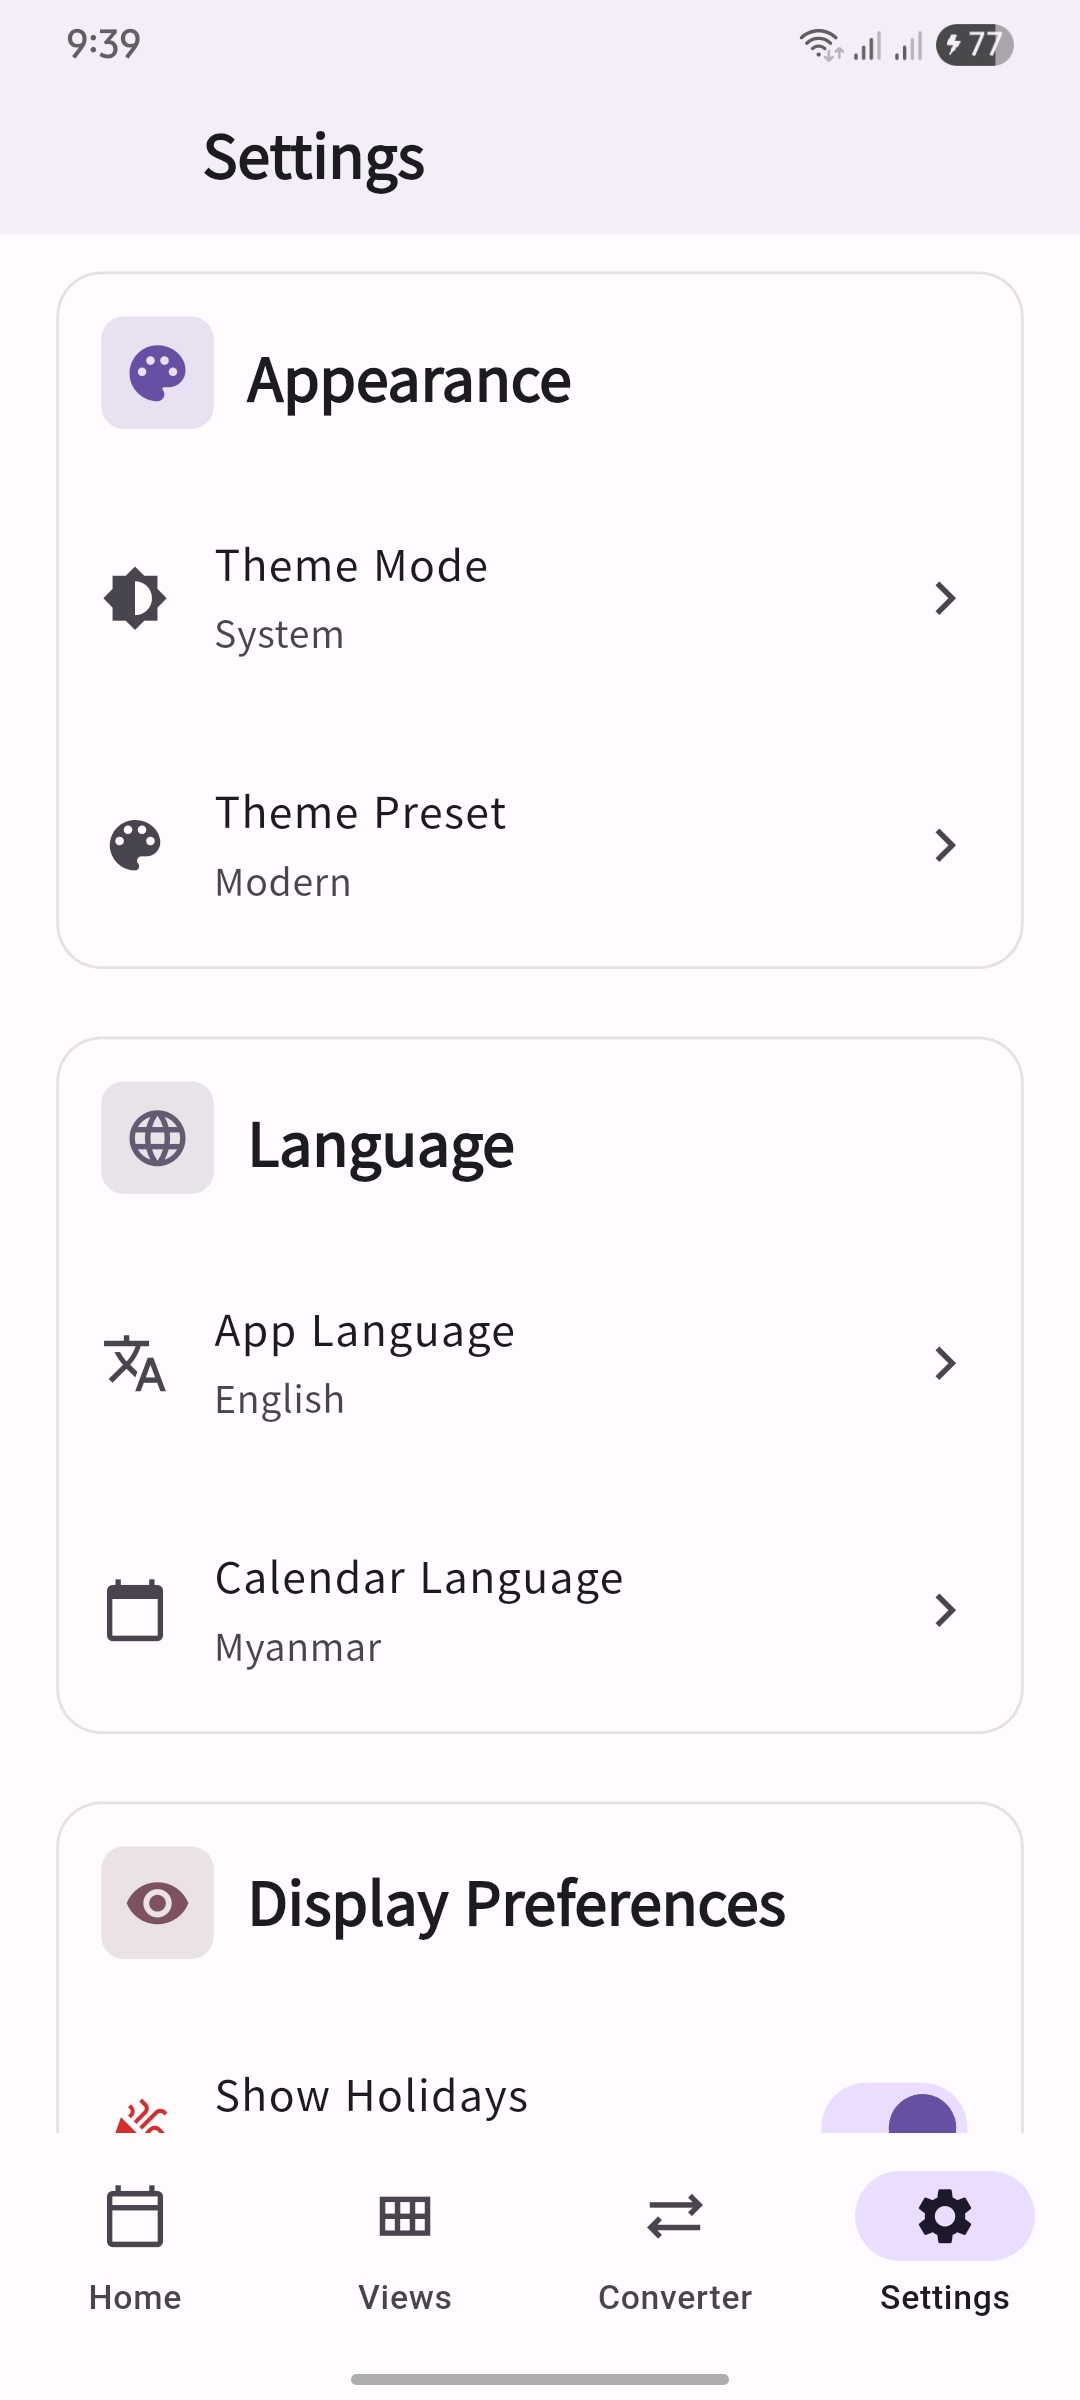 9:39
77
Settings
Appearance
Theme Mode
System
Theme Preset
Modern
Language
App Language
English
Calendar Language
Myanmar
Display Preferences
Show Holidays
Home
Views
Converter
Settings